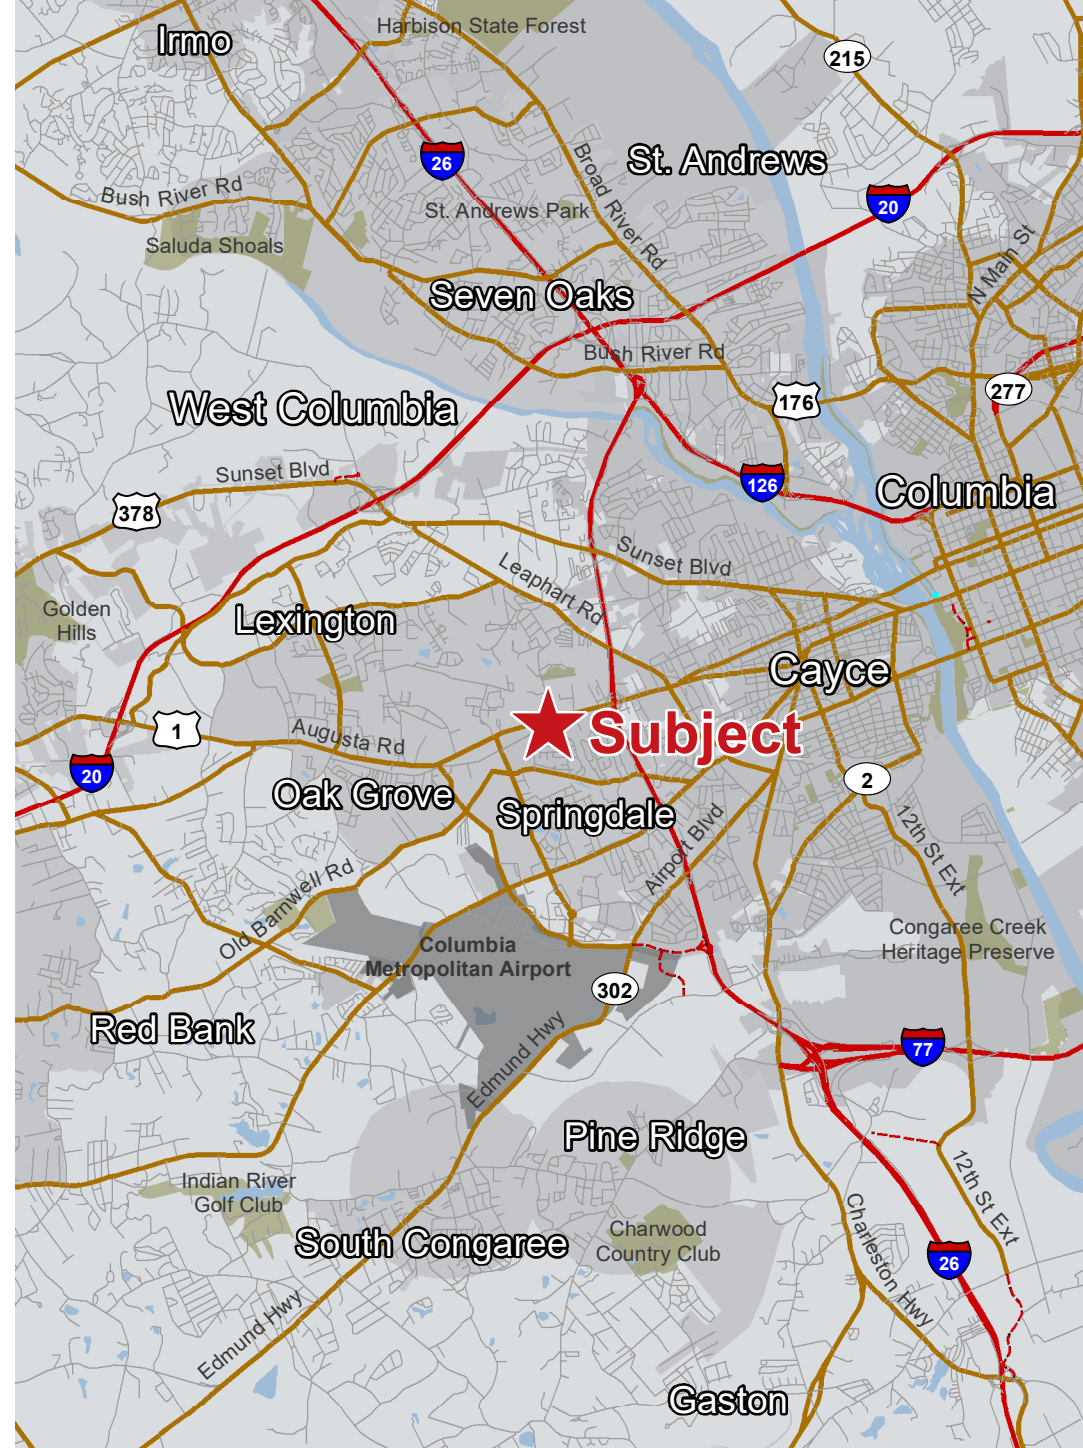 Harbison State Forest
Irmo
215
26
St. Andrews
Broad River Rd
Bush River Rd
20
St. Andrews Park
Saluda Shoals
N Main St
Seven Oaks
Bush River Rd
277
176
West Columbia
Sunset Blvd
126
Columbia
378
Sunset Blvd
Leaphart Rd
Golden
Hills
Lexington
Cayce
1
Augusta Rd
Subject
20
2
Oak Grove
Springdale
Airport Blvd
12th St Ext
Old Barnwell Rd
Columbia
Metropolitan Airport
Congaree Creek
Heritage Preserve
302
Red Bank
Edmund Hwy
77
Pine Ridge
12th St Ext
Indian River
Golf Club
South Congaree
Charwood
Country Club
Charleston Hwy
26
Edmund Hwy
Gaston